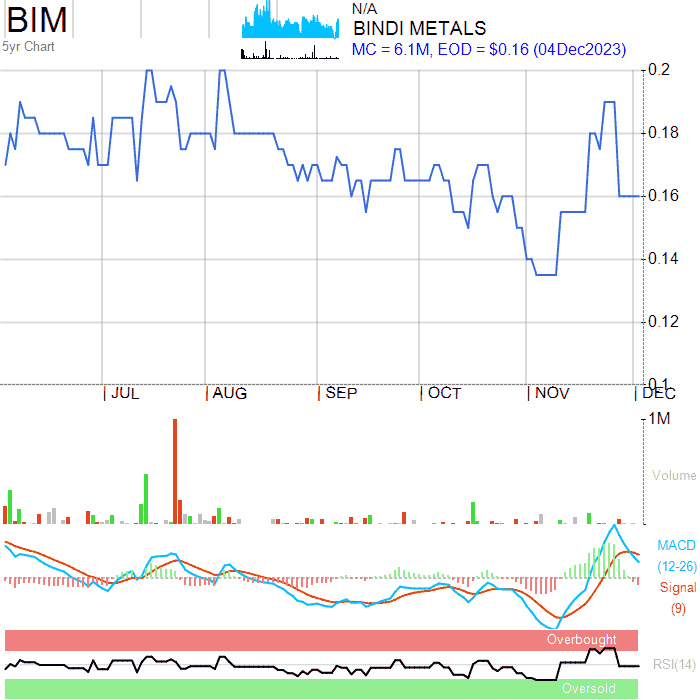 BIM
5yr Chart
N/A
BINDI METALS
MC = 6.1M, EOD = $0.16 (04Dec2023)
0.2
0.18
0.16
0.14
0.12
0.1
JUL AUG SEP OCT NOV DEC
1M
Volume
MACD
(12-26)
Signal
(9)
Overbought
RSI(14)
Oversold